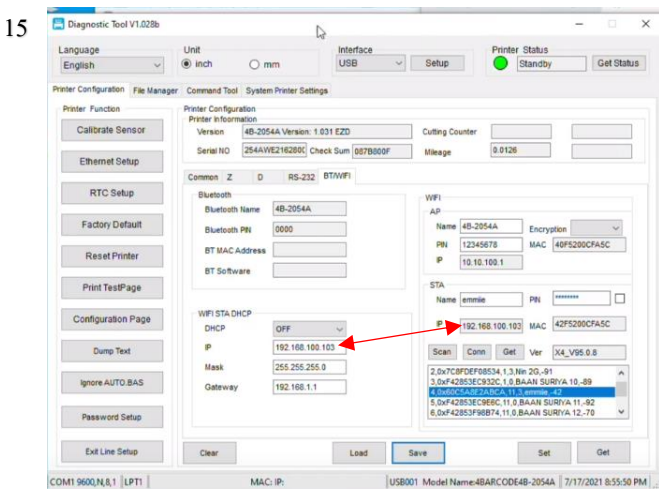 15
Diagnostic Tool V1.028b
Language Unit Interface Printer Status
English inch mm USB Setup Standby Get Status
Printer Configuration File Manager Command Tool System Printer Settings
Printer Function
Calibrate Sensor
Ethernet Setup
RTC Setup
Factory Default
Reset Printer
Print TestPage
Configuration Page
Dump Text
Ignore AUTO.BAS
Password Setup
Exit Line Setup
Printer Configuration
Printer Infoormation
Version 4B-2054A Version: 1.031 EZD Cutting Counter
Serial NO 254AWE216280C Check Sum 087B800F Mileage 0.0126
Common Z D RS-232 BT/WIFI
Bluetooth
Bluetooth Name 4B-2054A
Bluetooth PIN 0000
BT MAC Address
BT Software
WIFI STA DHCP
DHCP OFF
IP 192.168.100.103
Mask 255.255.255.0
Gateway 192.168.1.1
WIFI
AP
Name 4B-2054A Encryption
PIN 12345678 MAC 40F5200CFA5C
IP 10.10.100.1
STA
Name emmiie PIN ********
IP 192.168.100.103 MAC 42F5200CFA5C
Scan Conn Get Ver X4_V95.0.8
2,0x7C8FDEF08534,1,3,Nin 2G,-91
3,0xF42853EC932C,1,0,BAAN SURIYA 10,-89
4,0x60C5A8E2ABCA,11,3,emmiie,-42
5,0xF42853EC9E6C,11,0,BAAN SURIYA 11,-92
6,0xF42853F98B74,11,0,BAAN SURIYA 12,-70
Clear Load Save Set Get
COM1 9600,N,8,1 LPT1 MAC: IP: USB001 Model Name:4BARCODE4B-2054A 7/17/2021 8:55:50 PM